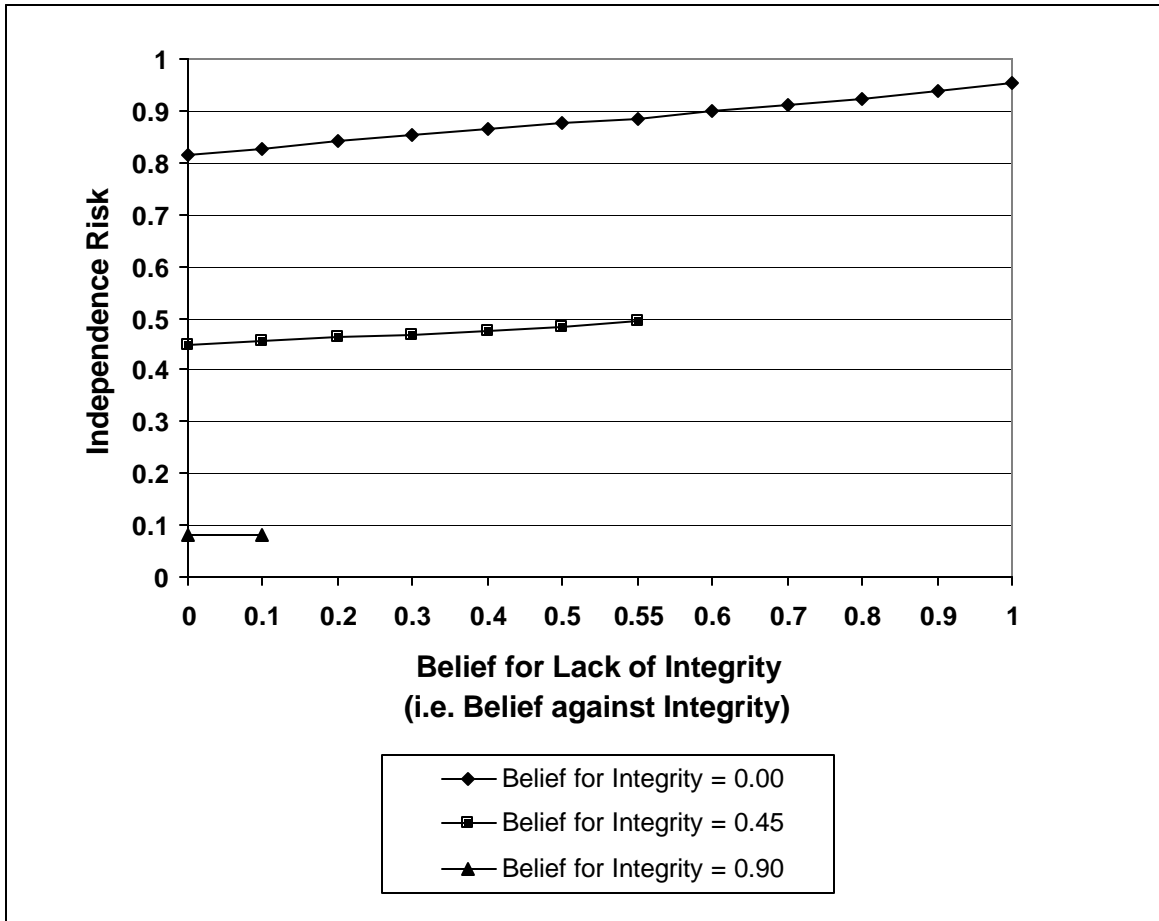 1
0.9
0.8
0.7
0.6
0.5
0.4
0.3
0.2
0.1
0
Independence Risk
0 0.1 0.2 0.3 0.4 0.5 0.55 0.6 0.7 0.8 0.9 1
Belief for Lack of Integrity
(i.e. Belief against Integrity)
Belief for Integrity = 0.00
Belief for Integrity = 0.45
Belief for Integrity = 0.90